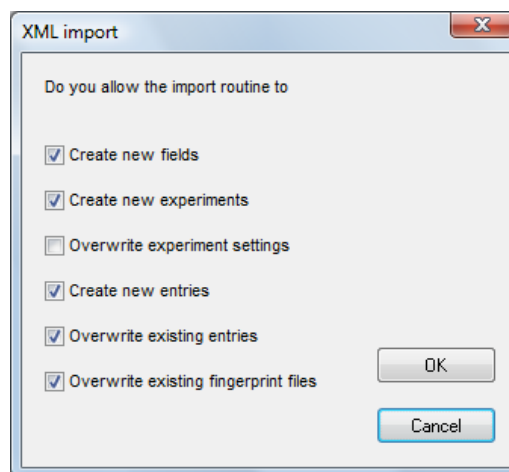 XML import
Do you allow the import routine to
Create new fields
Create new experiments
Overwrite experiment settings
Create new entries
Overwrite existing entries
Overwrite existing fingerprint files
OK
Cancel